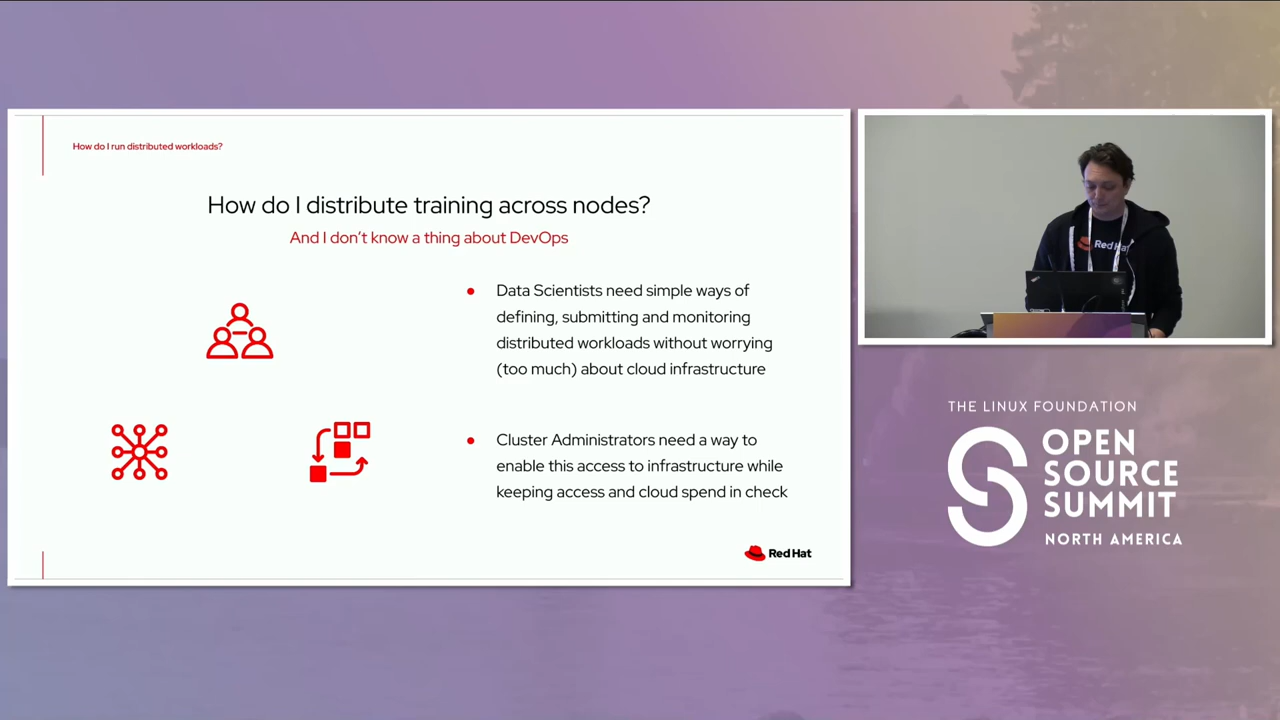 How do I run distributed workloads?
How do I distribute training across nodes?
And I don't know a thing about DevOps
● Data Scientists need simple ways of
defining, submitting and monitoring
distributed workloads without worrying
(too much) about cloud infrastructure
● Cluster Administrators need a way to
enable this access to infrastructure while
keeping access and cloud spend in check
Red Hat
Red Hat
THE LINUX FOUNDATION
OPEN
SOURCE
SUMMIT
NORTH AMERICA